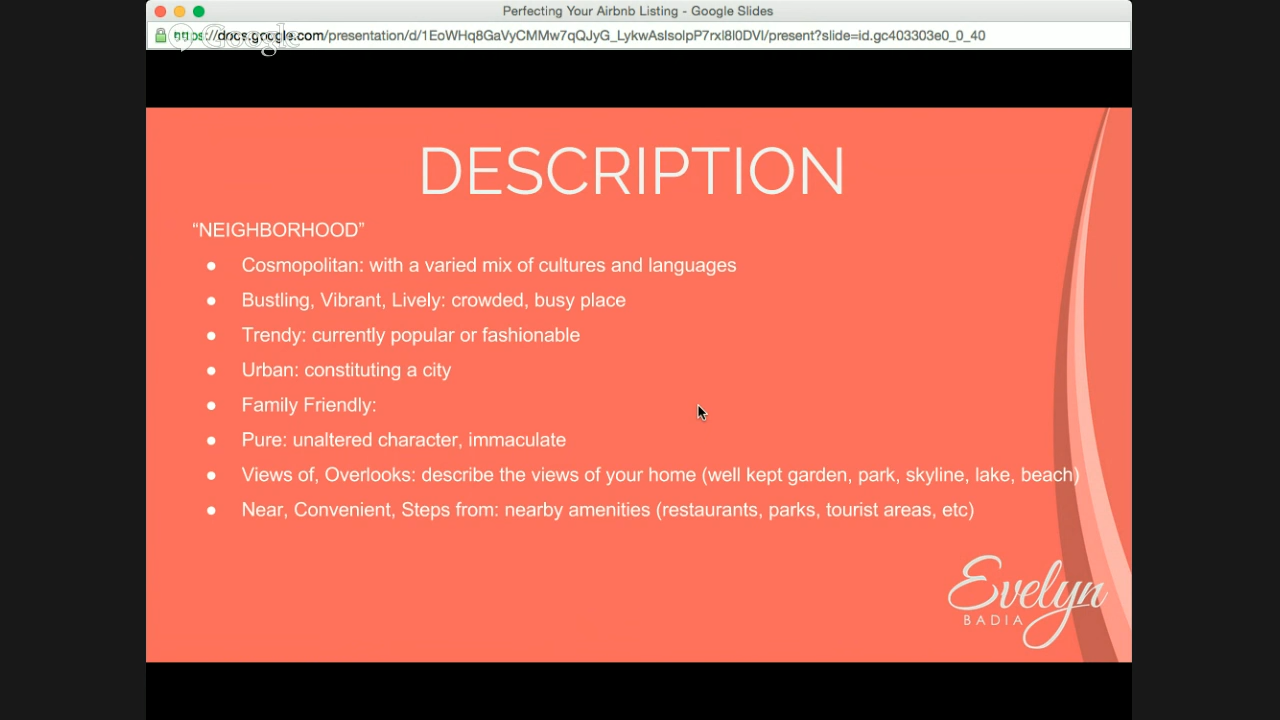 Perfecting Your Airbnb Listing - Google Slides
https://docs.google.com/presentation/d/1EoWHq8GaVyCMMw7qQJyG_LykwAslsolpP7rxl8l0DVI/present?slide=id.gc403303e0_0_40
Google
DESCRIPTION
“NEIGHBORHOOD”
● Cosmopolitan: with a varied mix of cultures and languages
● Bustling, Vibrant, Lively: crowded, busy place
● Trendy: currently popular or fashionable
● Urban: constituting a city
● Family Friendly:
● Pure: unaltered character, immaculate
● Views of, Overlooks: describe the views of your home (well kept garden, park, skyline, lake, beach)
● Near, Convenient, Steps from: nearby amenities (restaurants, parks, tourist areas, etc)
Evelyn
BADIA